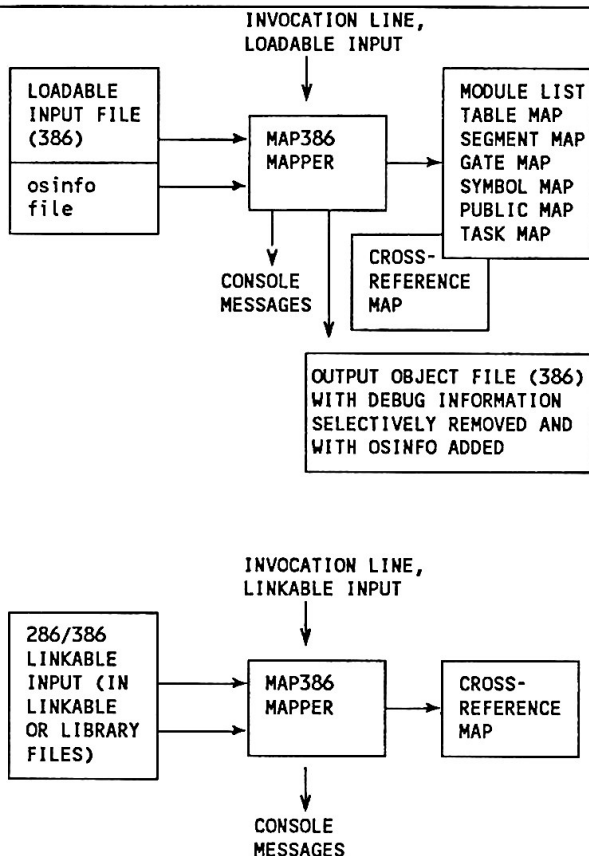 INVOCATION LINE,
LOADABLE INPUT
LOADABLE
INPUT FILE
(386)
osinfo
file
MAP386
MAPPER
MODULE LIST
TABLE MAP
SEGMENT MAP
GATE MAP
SYMBOL MAP
PUBLIC MAP
TASK MAP
CROSS-
REFERENCE
MAP
CONSOLE
MESSAGES
OUTPUT OBJECT FILE (386)
WITH DEBUG INFORMATION
SELECTIVELY REMOVED AND
WITH OSINFO ADDED
INVOCATION LINE,
LINKABLE INPUT
286/386
LINKABLE
INPUT (IN
LINKABLE
OR LIBRARY
FILES)
MAP386
MAPPER
CROSS-
REFERENCE
MAP
CONSOLE
MESSAGES